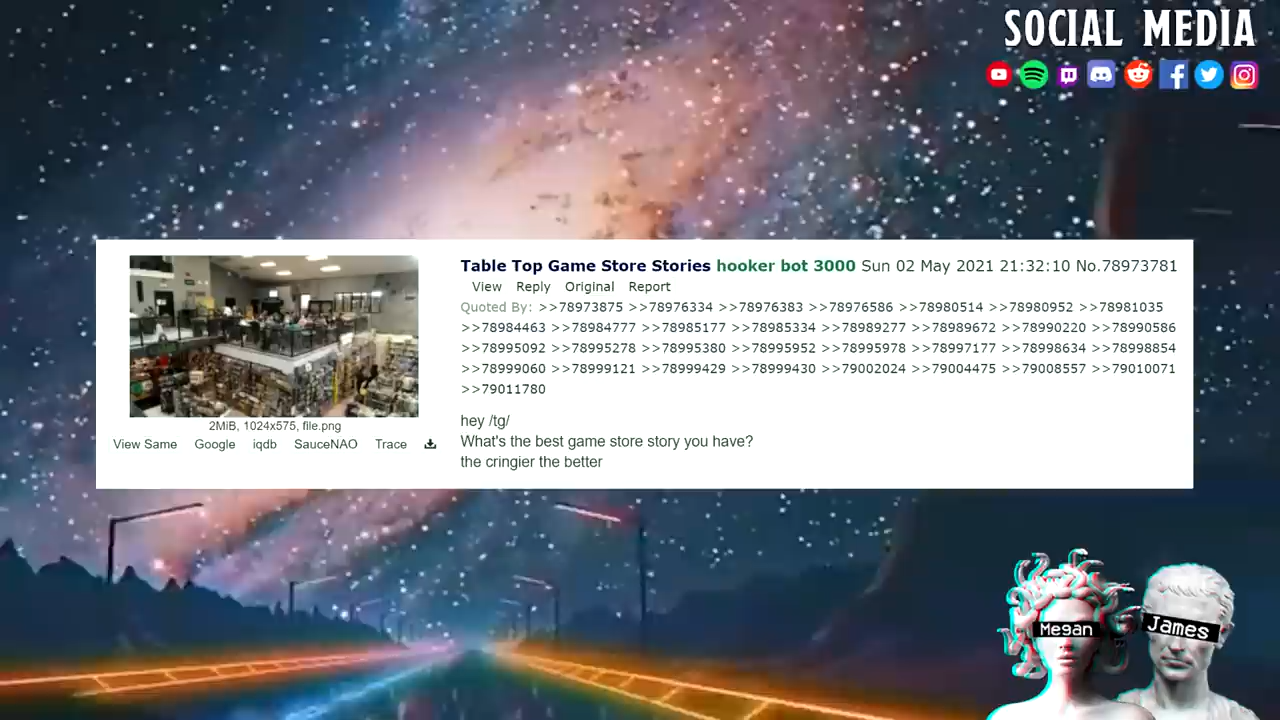 SOCIAL MEDIA
Table Top Game Store Stories hooker bot 3000 Sun 02 May 2021 21:32:10 No.78973781
View Reply Original Report
Quoted By: >>78973875 >>78976334 >>78976383 >>78976586 >>78980514 >>78980952 >>78981035
>>78984463 >>78984777 >>78985177 >>78985334 >>78989277 >>78989672 >>78990220 >>78990586
>>78995092 >>78995278 >>78995380 >>78995952 >>78995978 >>78997177 >>78998634 >>78998854
>>78999060 >>78999121 >>78999429 >>78999430 >>79002024 >>79004475 >>79008557 >>79010071
>>79011780
hey /tg/
What's the best game store story you have?
the cringier the better
2MiB, 1024x575, file.png
View Same Google iqdb SauceNAO Trace
Megan
James